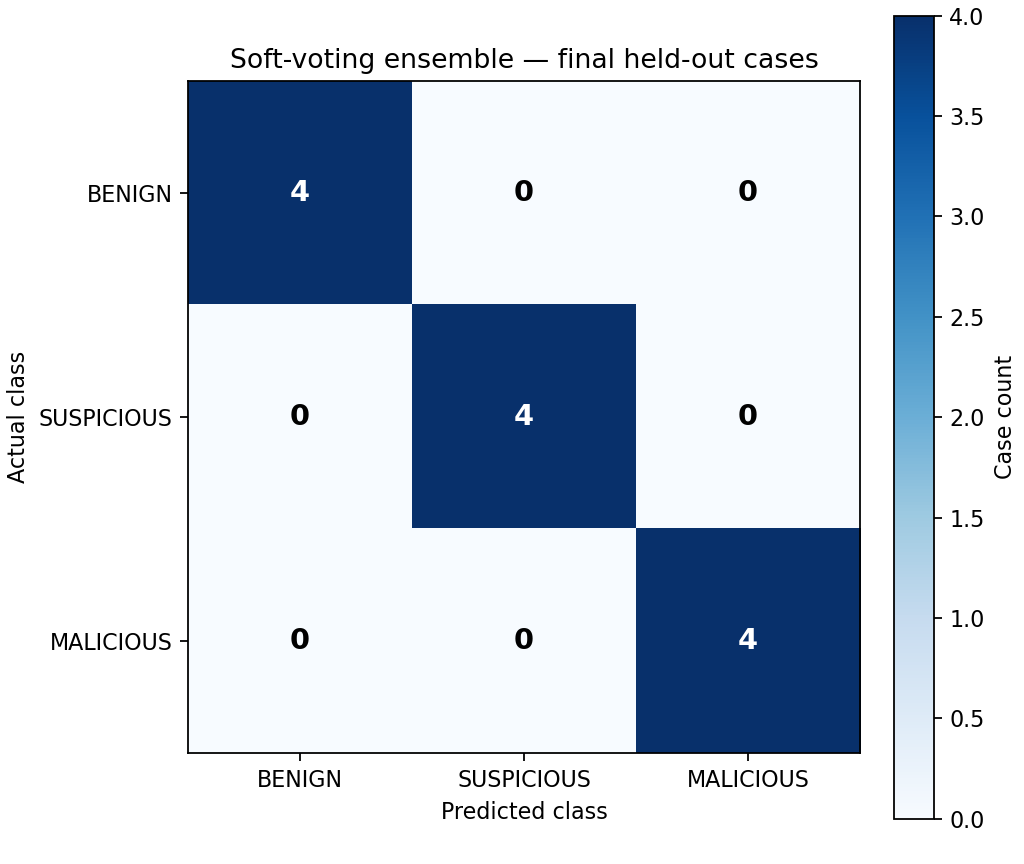 Soft-voting ensemble — final held-out cases
Actual class
BENIGN
4
0
0
SUSPICIOUS
0
4
0
MALICIOUS
0
0
4
BENIGN
SUSPICIOUS
MALICIOUS
Predicted class
4.0
3.5
3.0
2.5
2.0
1.5
1.0
0.5
0.0
Case count